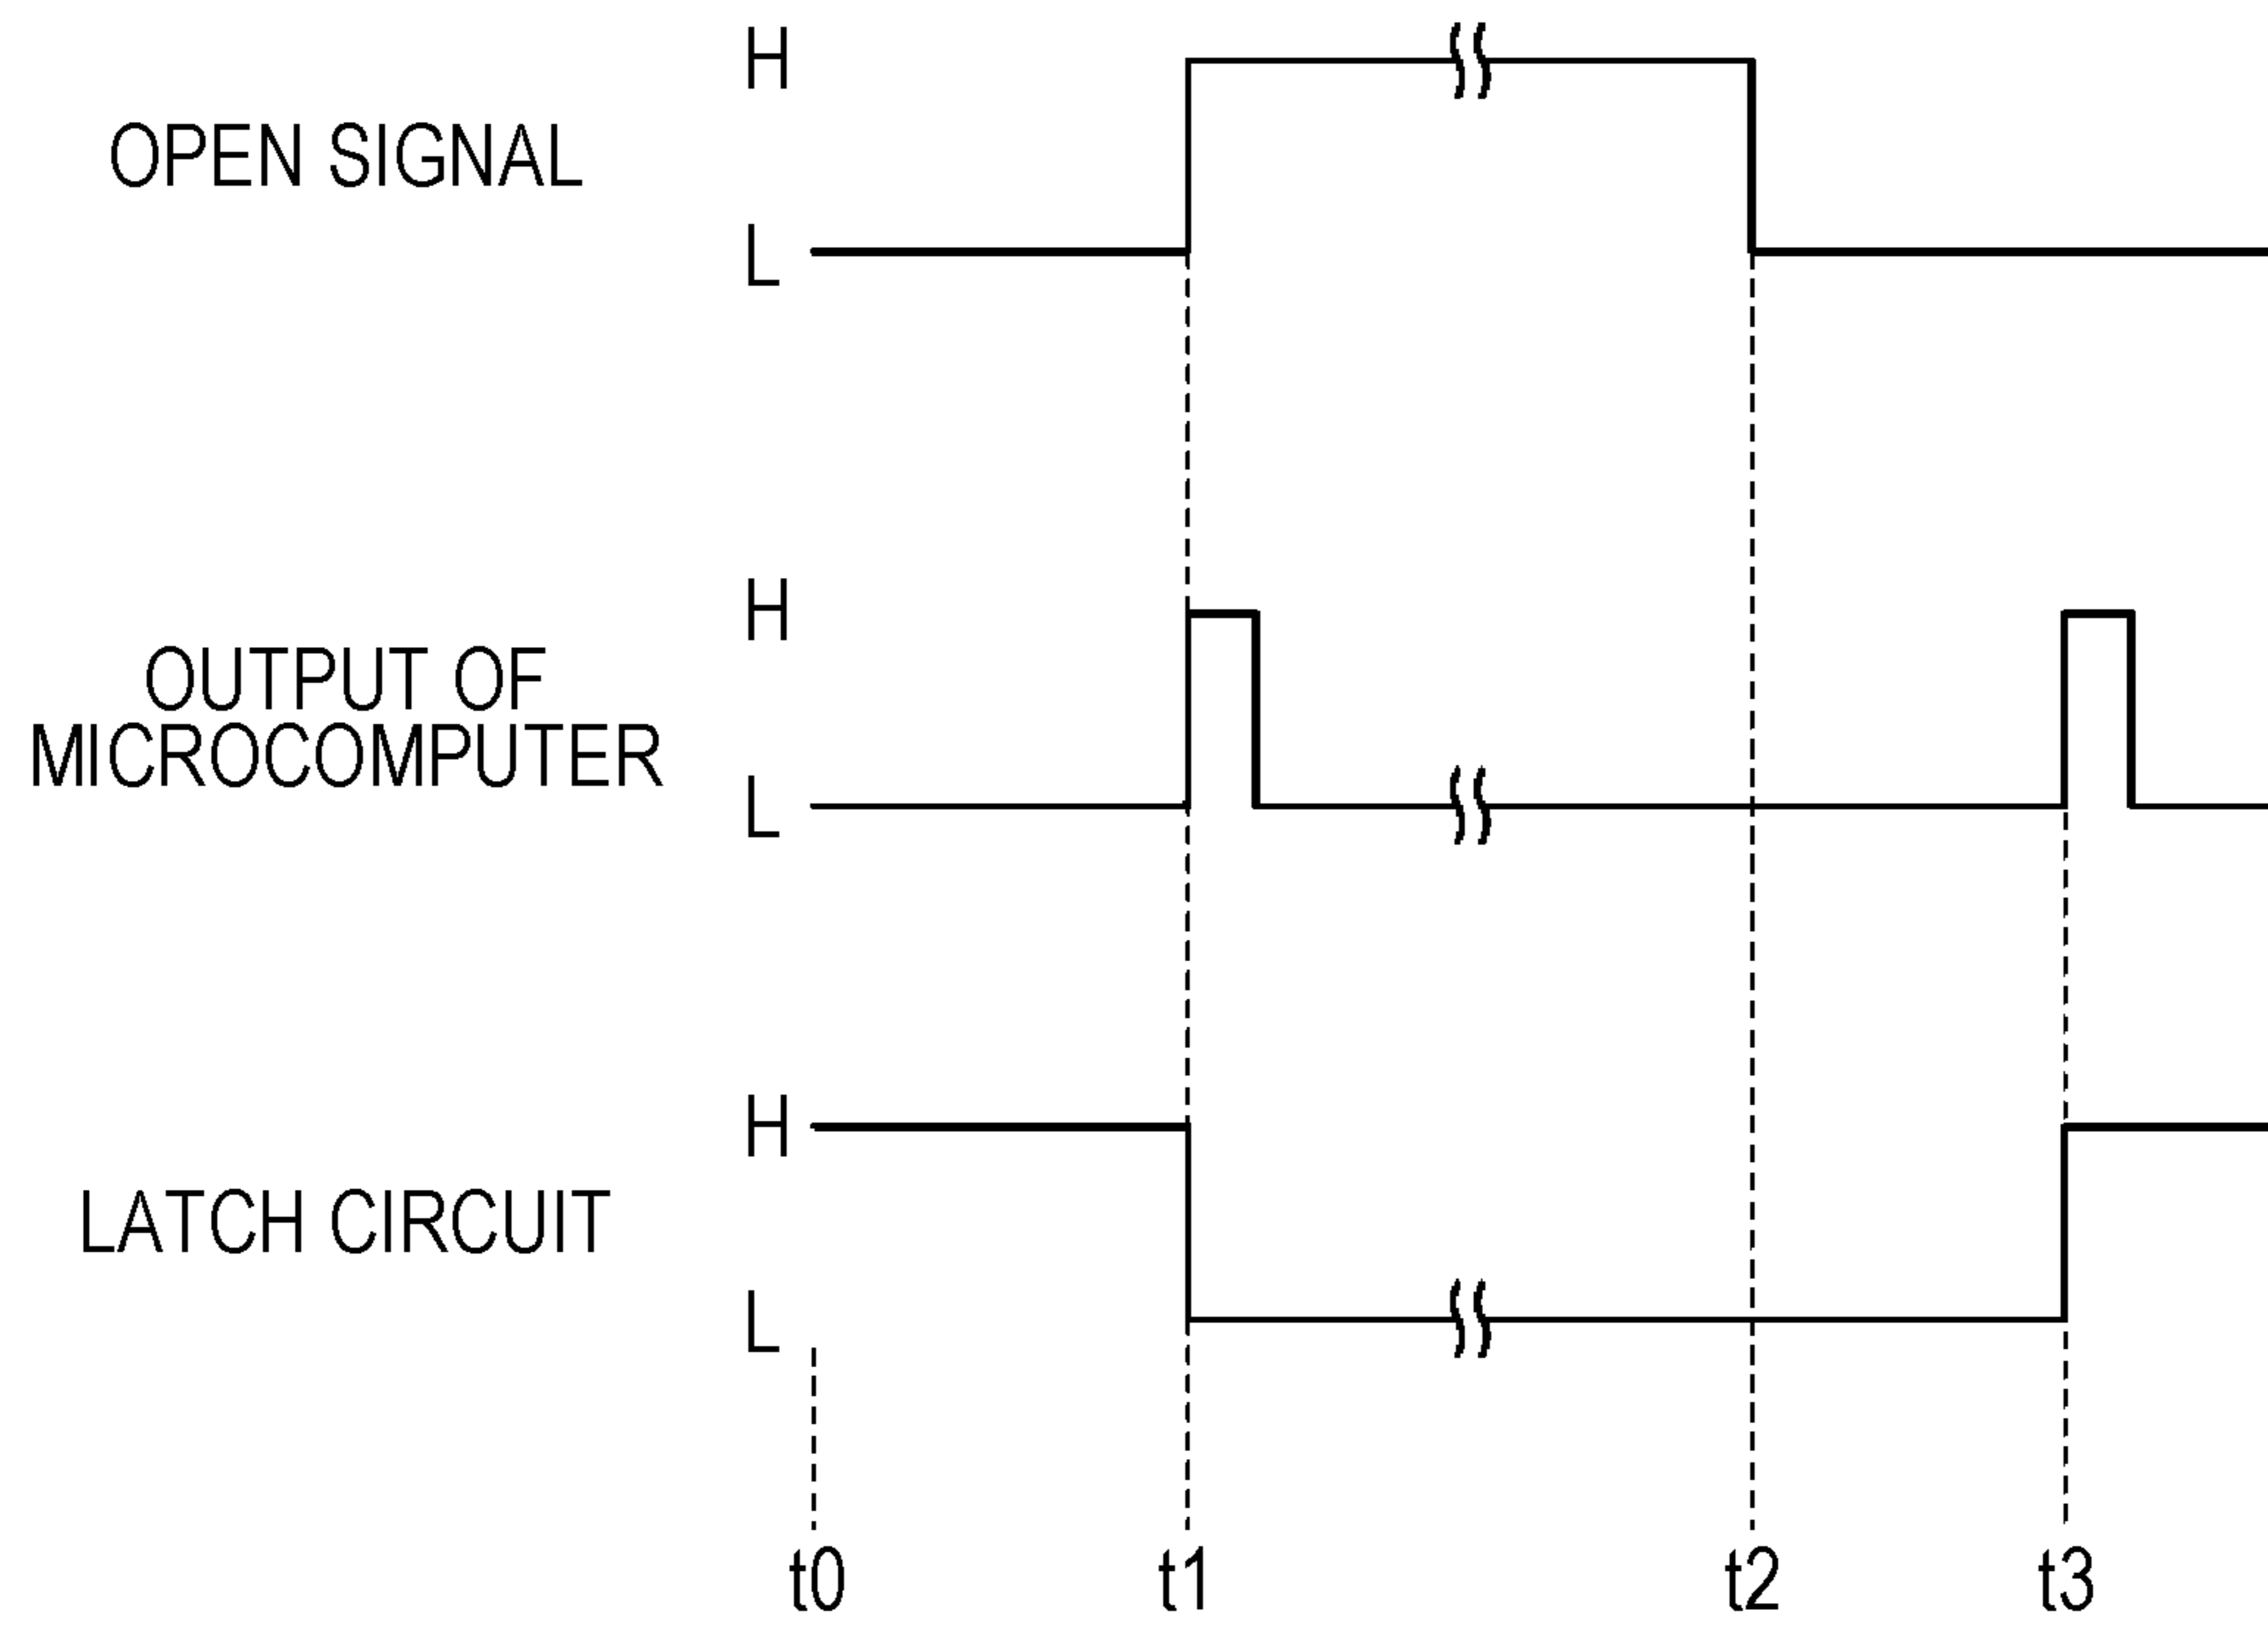 H
OPEN SIGNAL
L
H
OUTPUT OF
MICROCOMPUTER
L
H
LATCH CIRCUIT
L
t0 t1 t2 t3